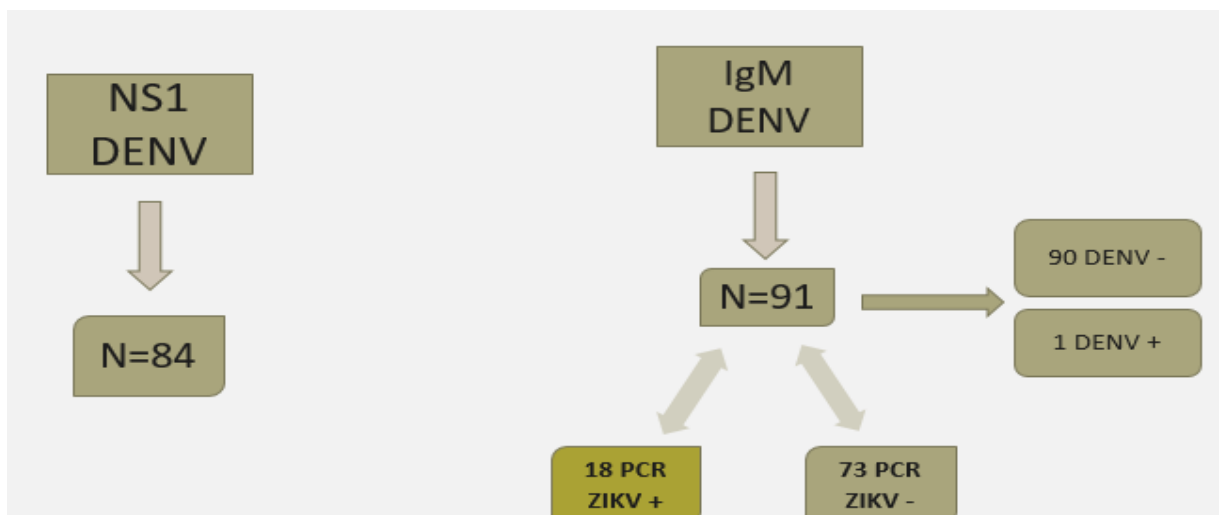 NS1
DENV
N=84
IgM
DENV
N=91
90 DENV -
1 DENV +
18 PCR
ZIKV +
73 PCR
ZIKV -